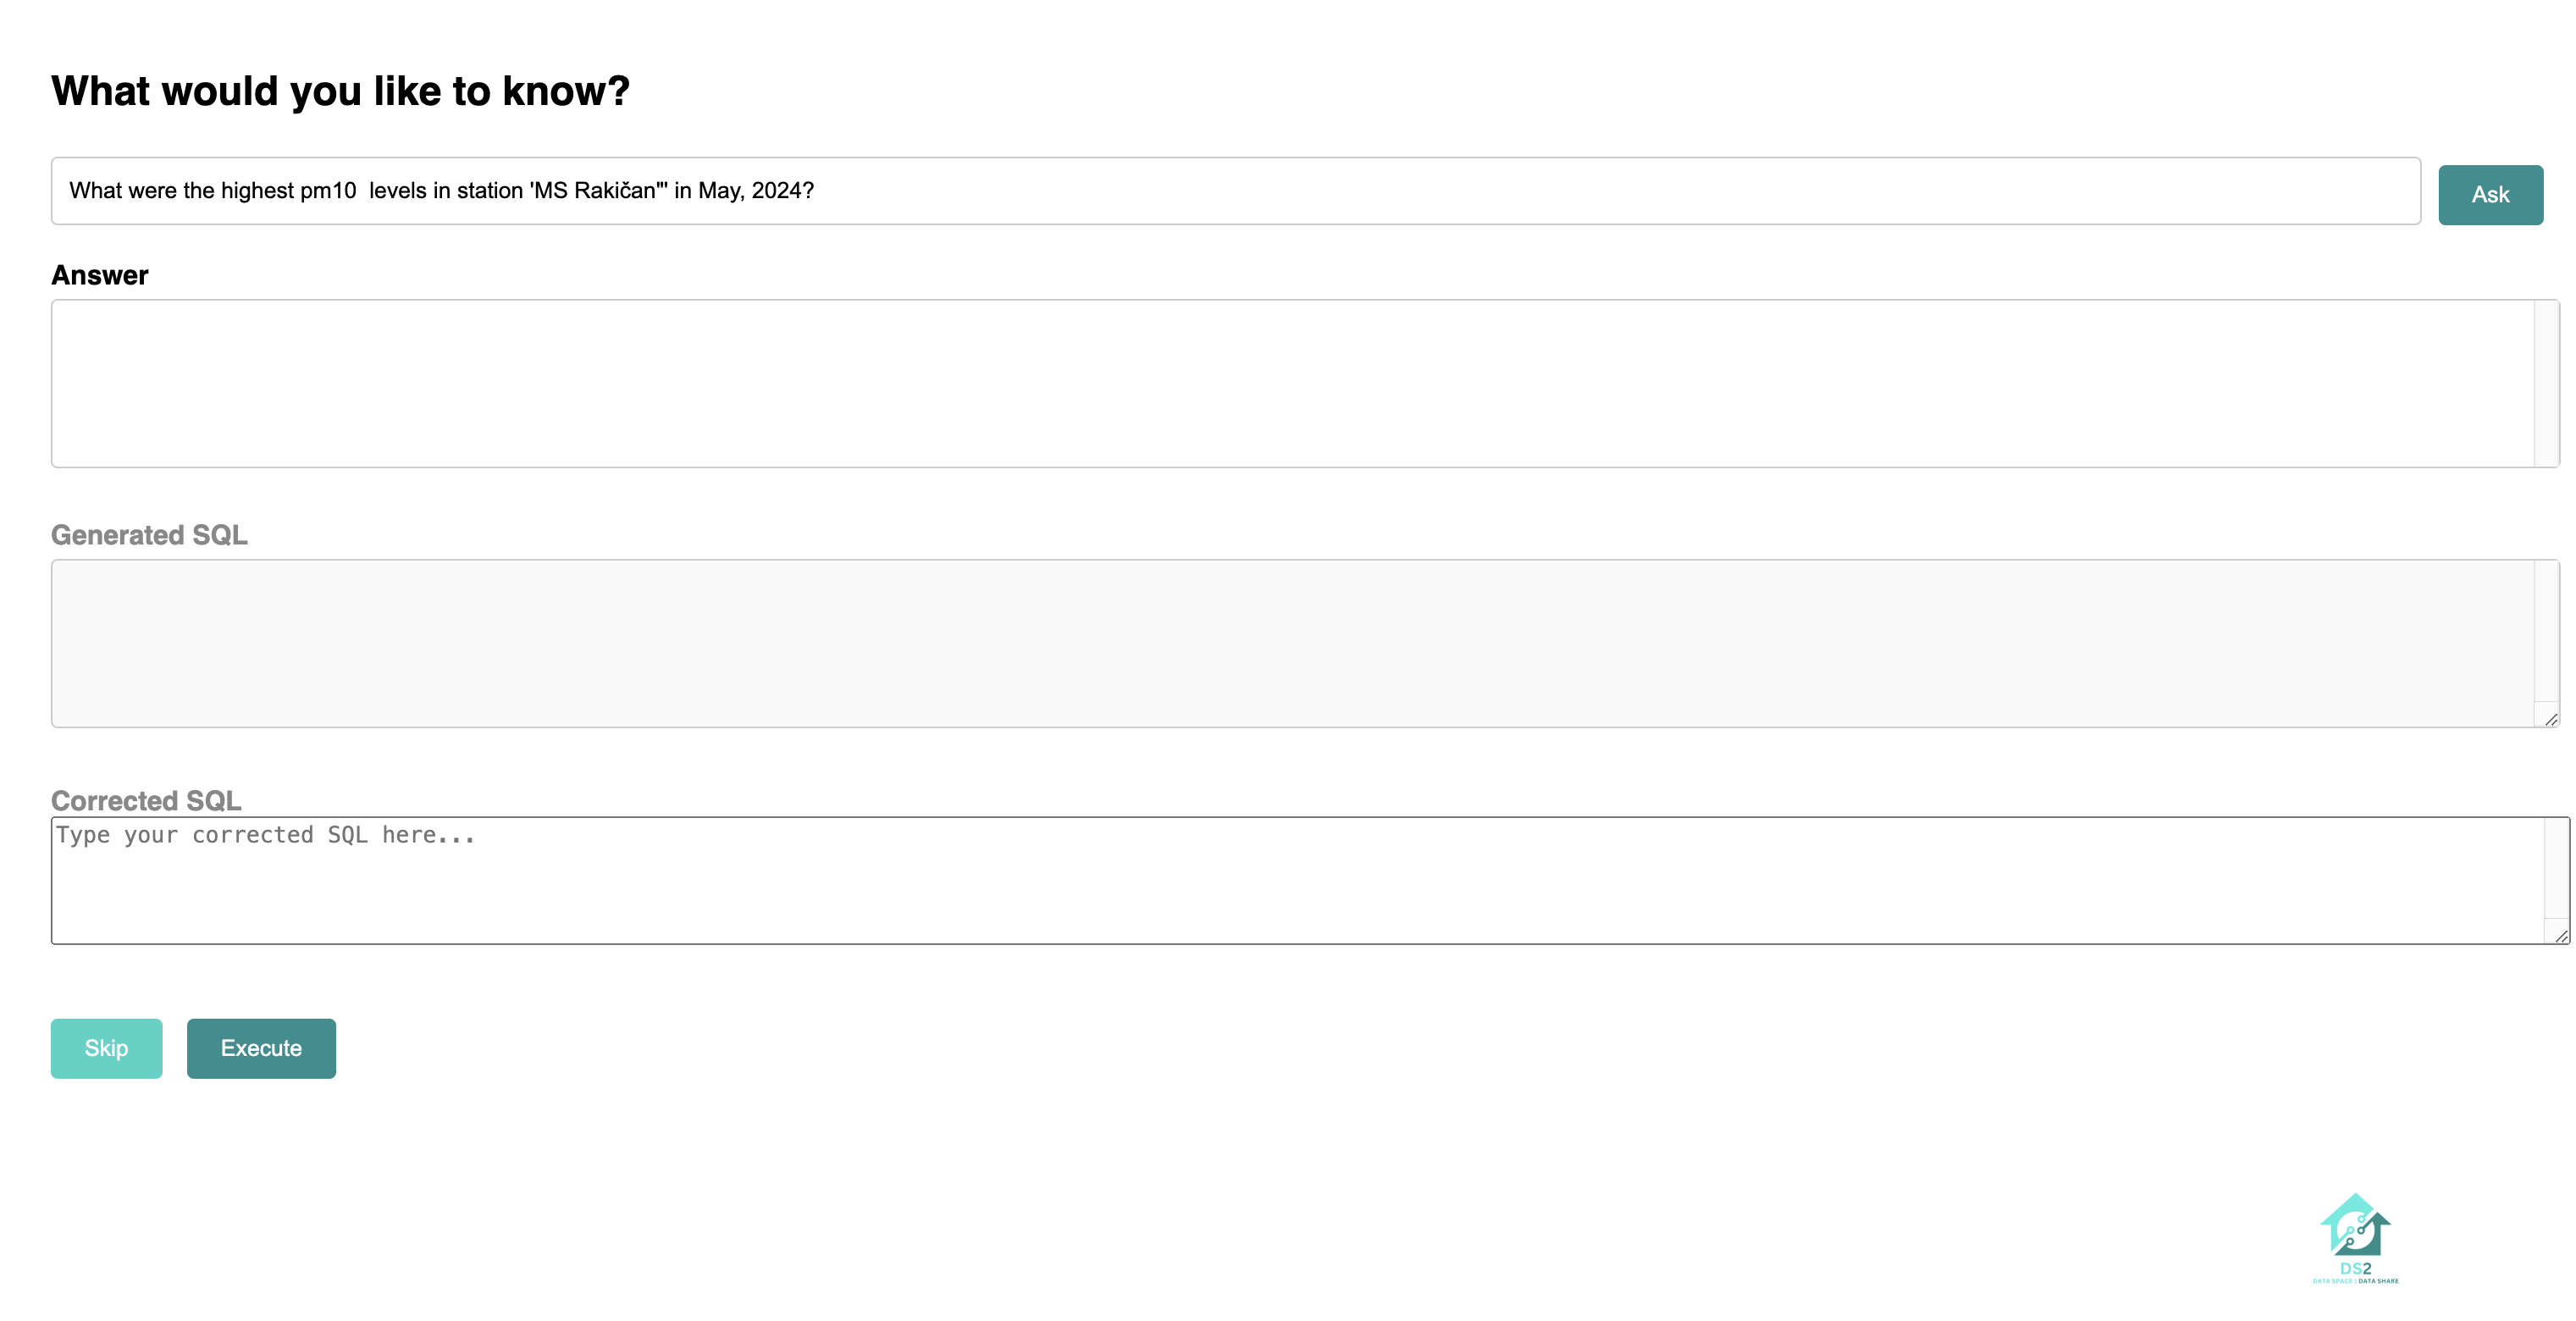 What would you like to know?
What were the highest pm10  levels in station 'MS Rakičan"' in May, 2024?
Ask
Answer
Generated SQL
Corrected SQL
Type your corrected SQL here...
Skip
Execute
DS2
DATA SPACE | DATA SHARE